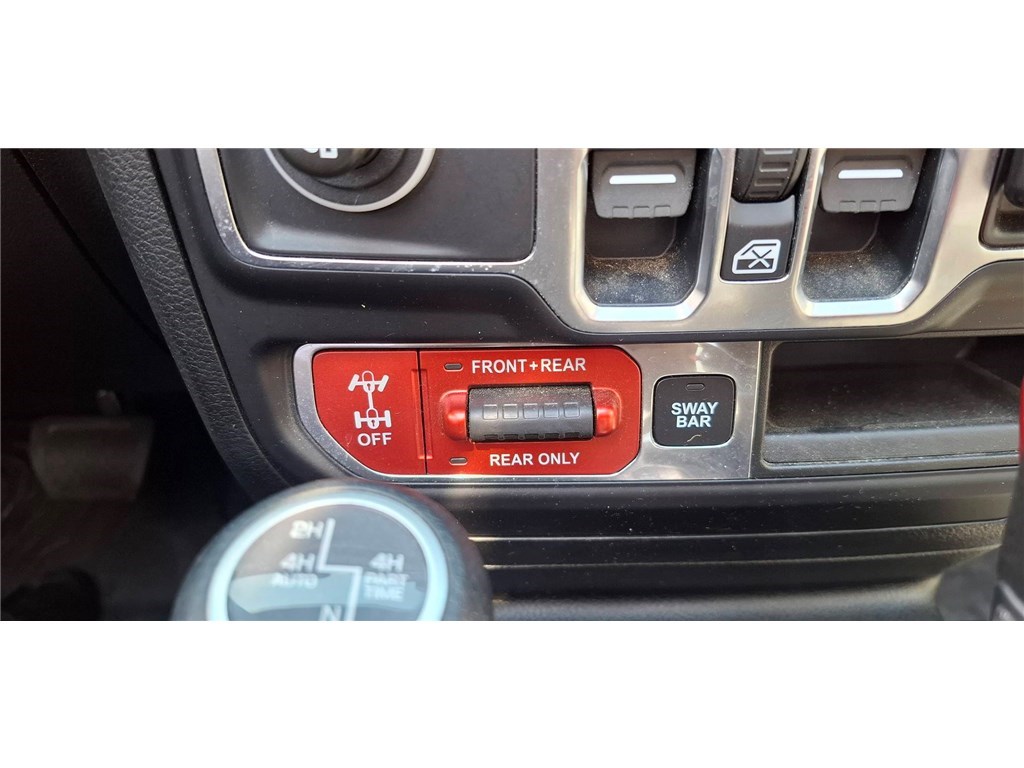 FRONT+REAR
OFF
REAR ONLY
SWAY
BAR
2H
4H
AUTO
4H
PART
TIME
N